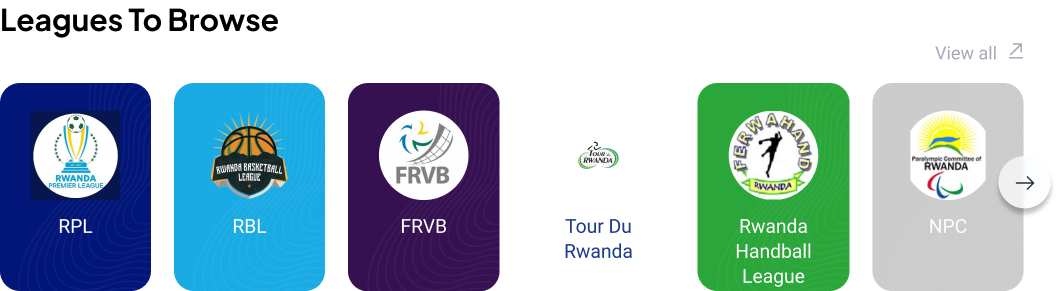 Leagues To Browse
View all
RWANDA
PREMIER LEAGUE
RPL
RWANDA BASKETBALL
LEAGUE
RBL
FRVB
FRVB
Tour du
RWANDA
Tour Du
Rwanda
FERWAHAND
RWANDA
Rwanda
Handball
League
Paralympic Committee of
RWANDA
NPC